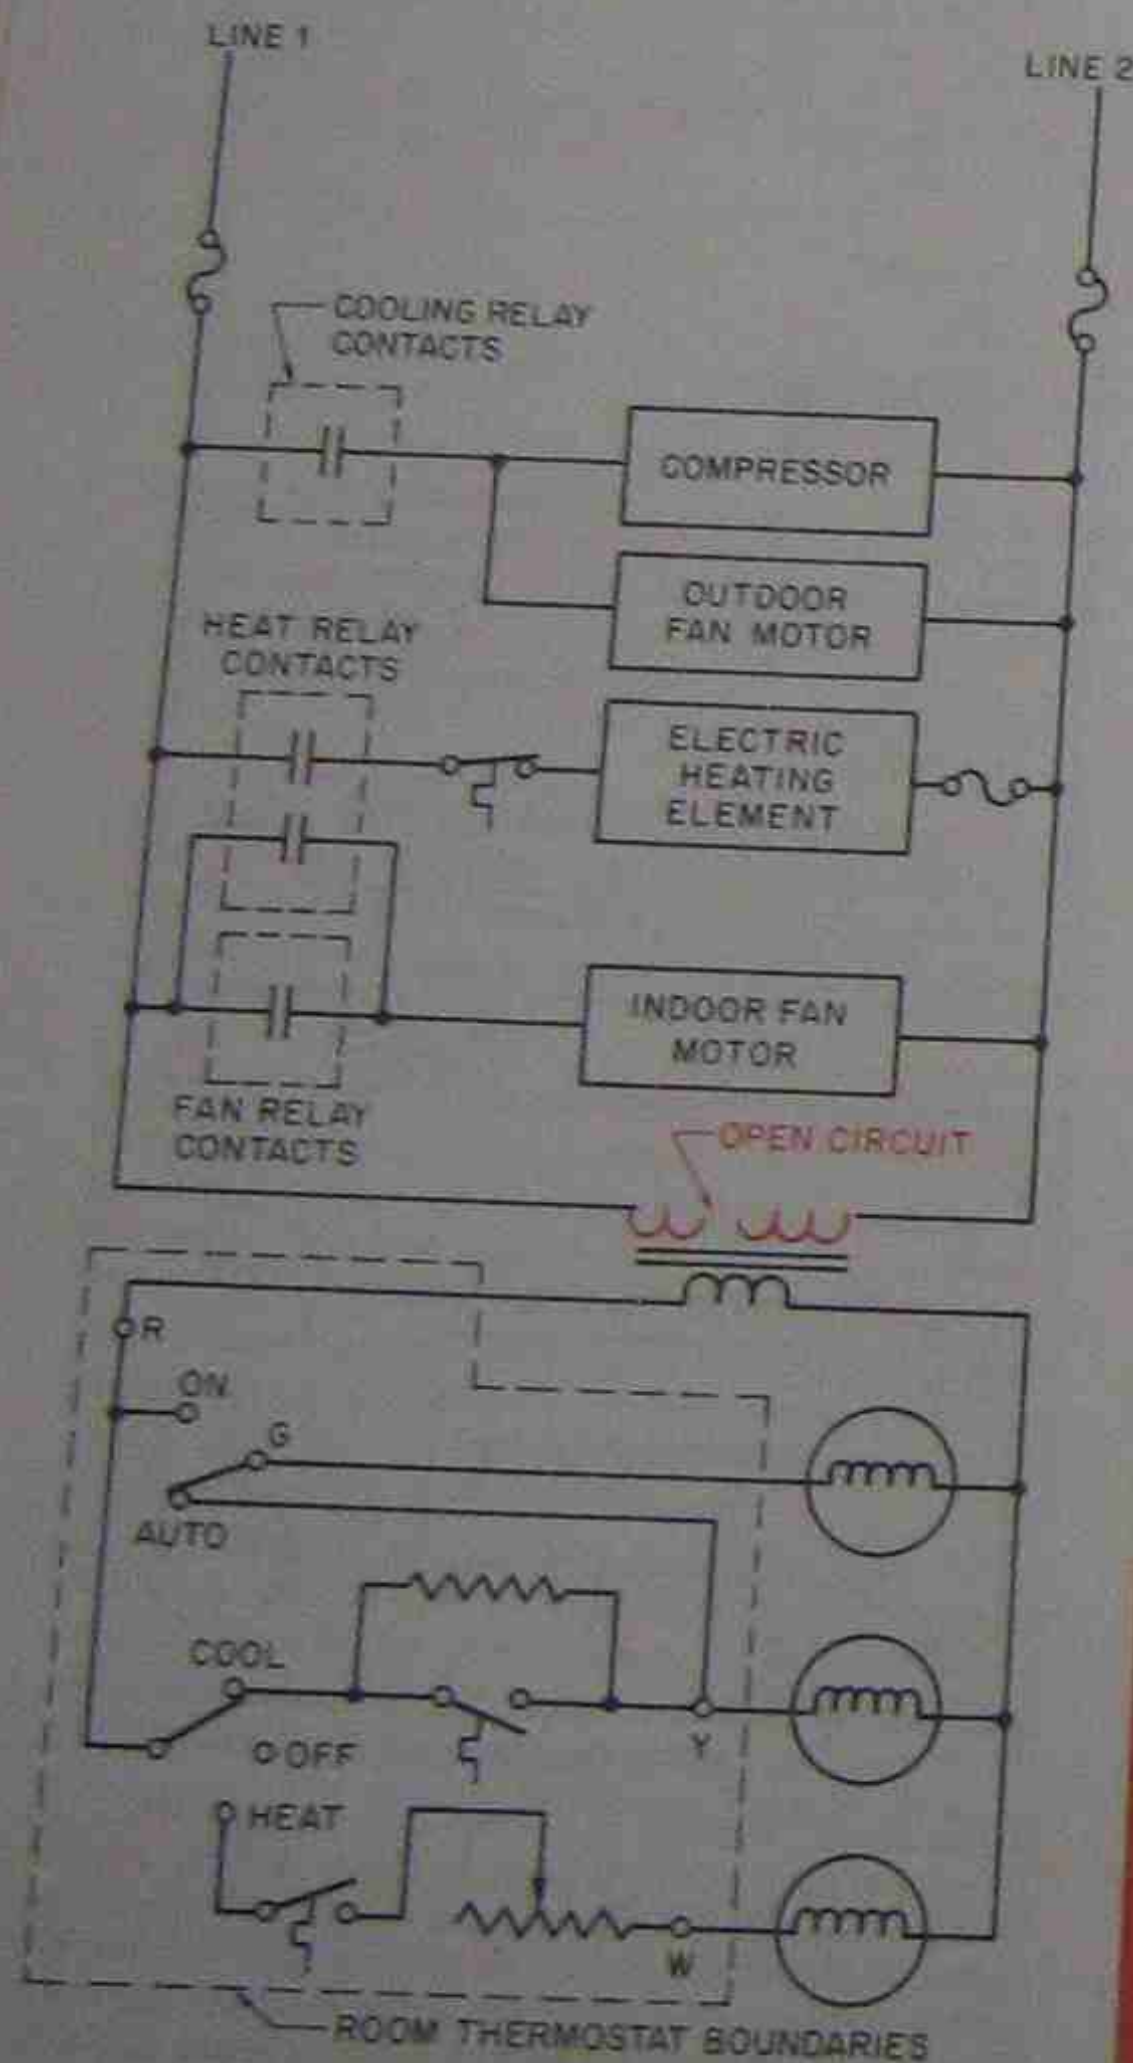 LINE 1
LINE 2
COOLING RELAY
CONTACTS
COMPRESSOR
OUTDOOR
FAN MOTOR
HEAT RELAY
CONTACTS
ELECTRIC
HEATING
ELEMENT
INDOOR FAN
MOTOR
FAN RELAY
CONTACTS
OPEN CIRCUIT
R
ON
G
AUTO
COOL
OFF
Y
HEAT
W
ROOM THERMOSTAT BOUNDARIES